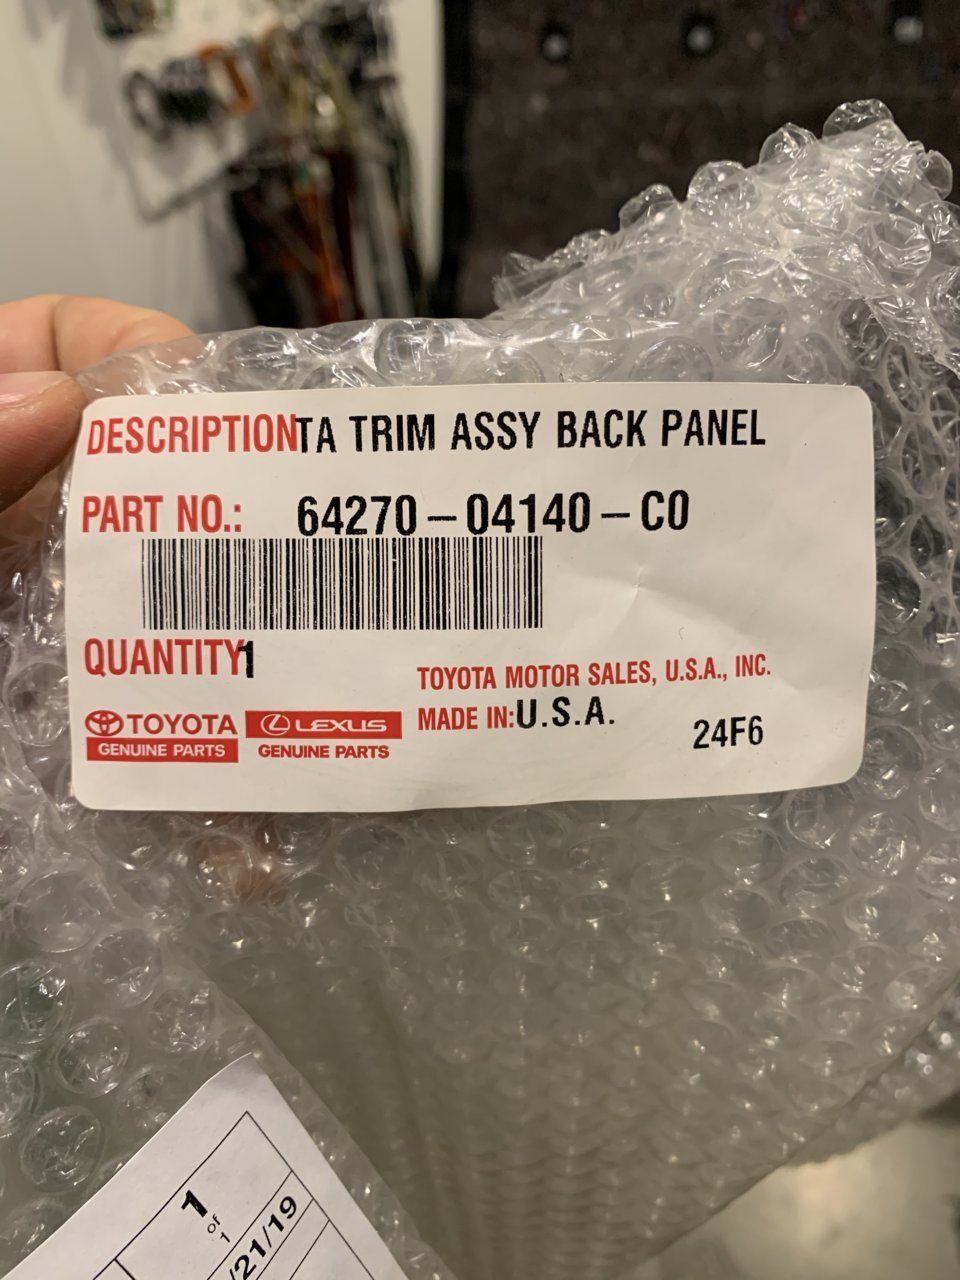 DESCRIPTIONTA TRIM ASSY BACK PANEL
PART NO.: 64270-04140-C0
QUANTITY1
TOYOTA MOTOR SALES, U.S.A., INC.
MADE IN:U.S.A.
24F6
TOYOTA
GENUINE PARTS
LEXUS
GENUINE PARTS
1
of
1
/21/19